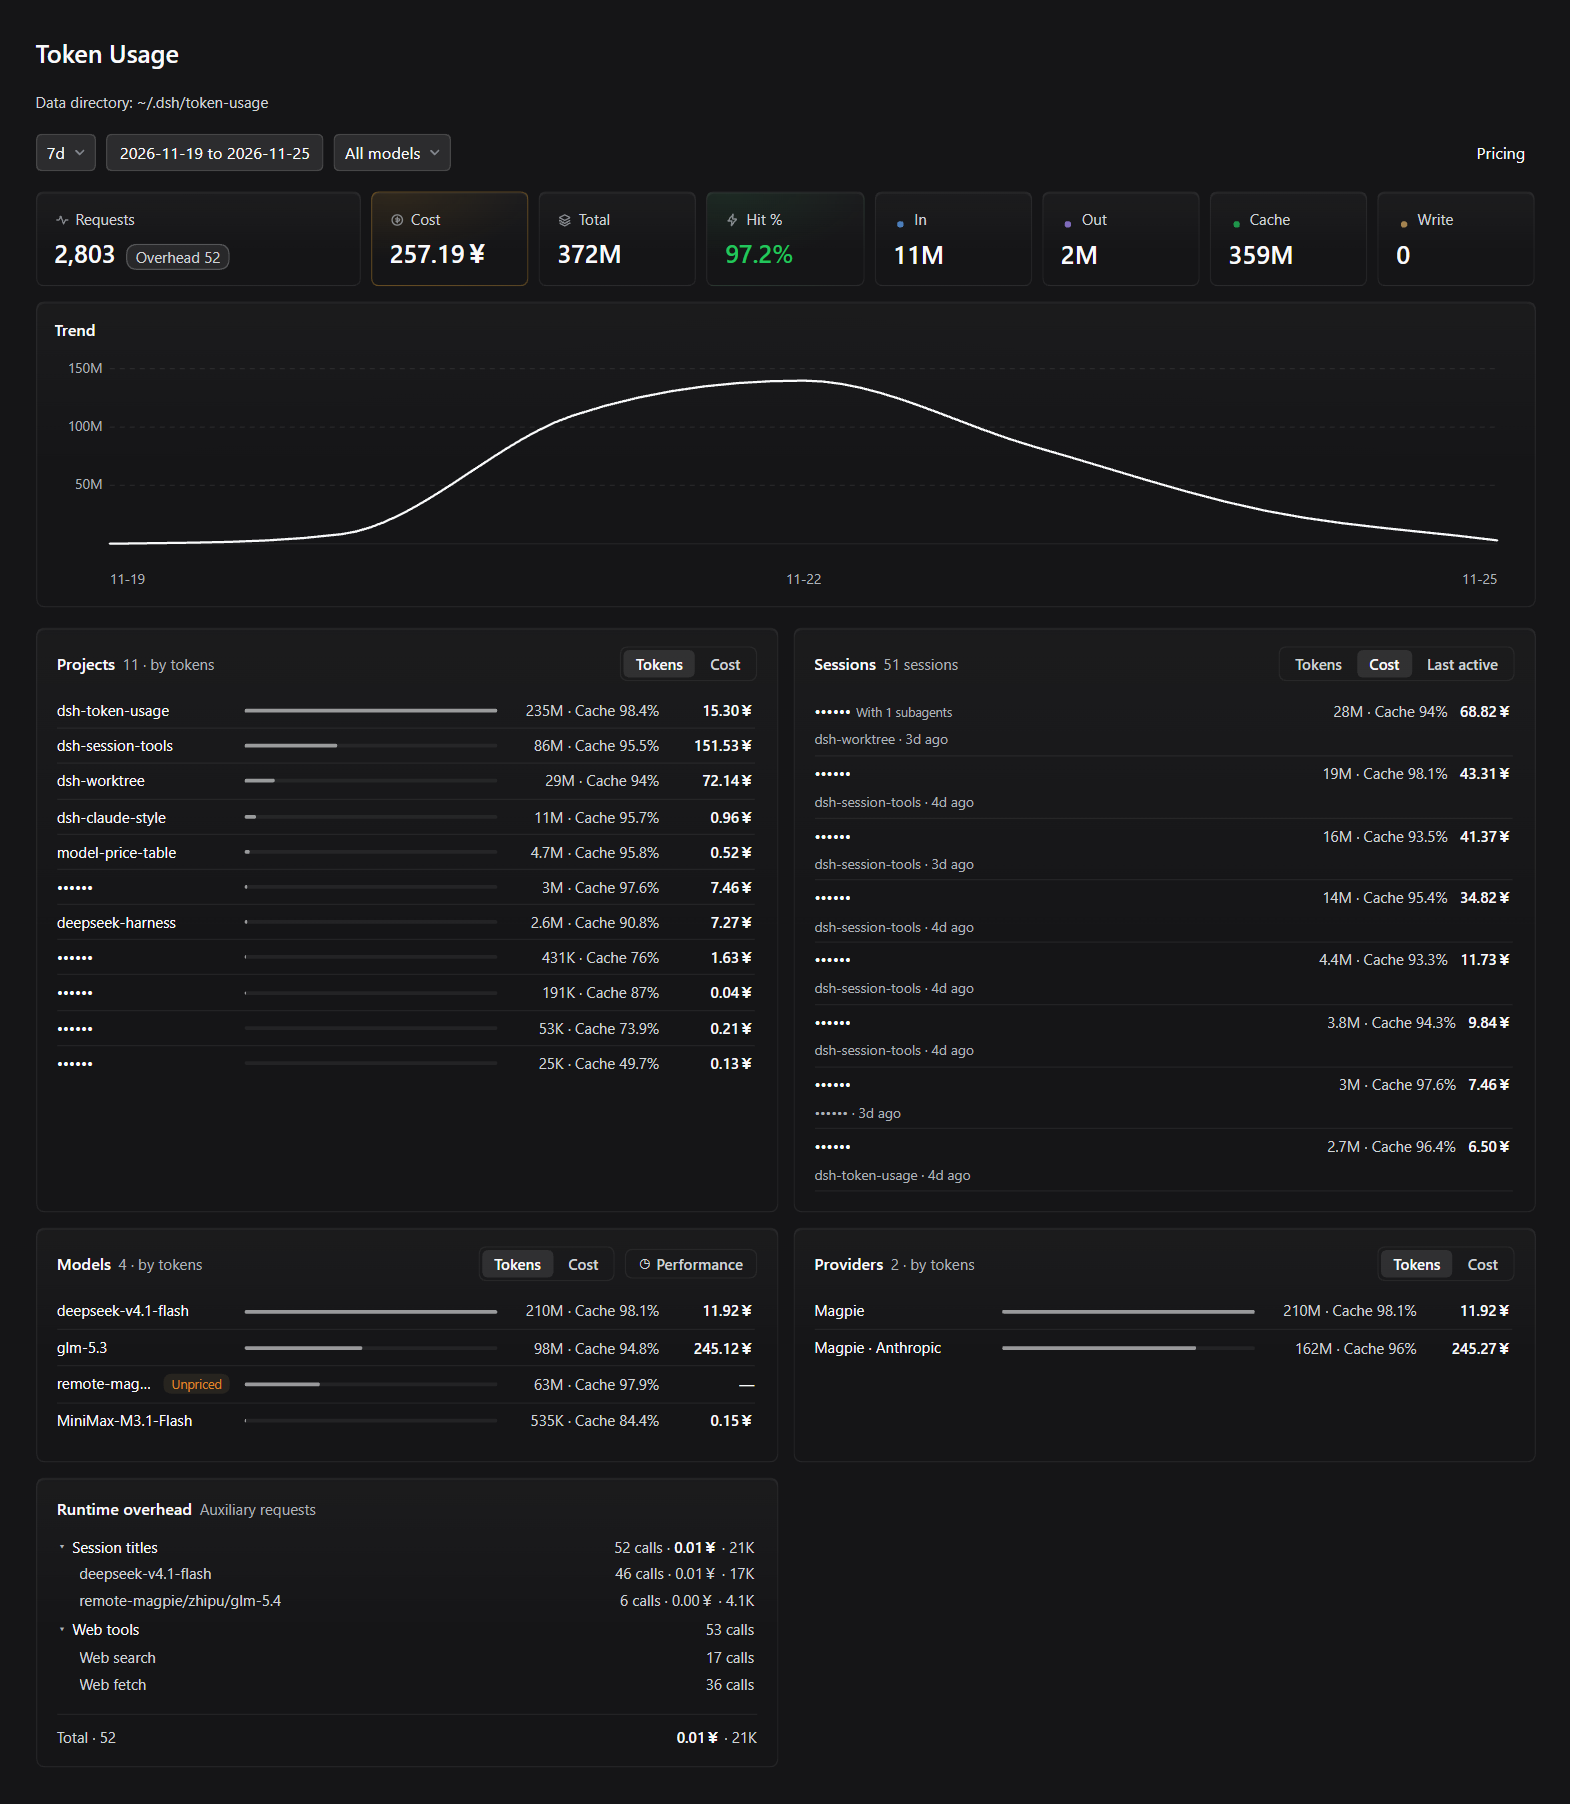 Token Usage
Data directory: ~/.dsh/token-usage
7d 2026-11-19 to 2026-11-25 All models Pricing
Requests
2,803 Overhead 52
Cost
257.19 ¥
Total
372M
Hit %
97.2%
In
11M
Out
2M
Cache
359M
Write
0
Trend
150M
100M
50M
11-19 11-22 11-25
Projects 11 · by tokens Tokens Cost
dsh-token-usage 235M · Cache 98.4% 15.30 ¥
dsh-session-tools 86M · Cache 95.5% 151.53 ¥
dsh-worktree 29M · Cache 94% 72.14 ¥
dsh-claude-style 11M · Cache 95.7% 0.96 ¥
model-price-table 4.7M · Cache 95.8% 0.52 ¥
•••••• 3M · Cache 97.6% 7.46 ¥
deepseek-harness 2.6M · Cache 90.8% 7.27 ¥
•••••• 431K · Cache 76% 1.63 ¥
•••••• 191K · Cache 87% 0.04 ¥
•••••• 53K · Cache 73.9% 0.21 ¥
•••••• 25K · Cache 49.7% 0.13 ¥
Sessions 51 sessions Tokens Cost Last active
•••••• With 1 subagents 28M · Cache 94% 68.82 ¥
dsh-worktree · 3d ago
•••••• 19M · Cache 98.1% 43.31 ¥
dsh-session-tools · 4d ago
•••••• 16M · Cache 93.5% 41.37 ¥
dsh-session-tools · 3d ago
•••••• 14M · Cache 95.4% 34.82 ¥
dsh-session-tools · 4d ago
•••••• 4.4M · Cache 93.3% 11.73 ¥
dsh-session-tools · 4d ago
•••••• 3.8M · Cache 94.3% 9.84 ¥
dsh-session-tools · 4d ago
•••••• 3M · Cache 97.6% 7.46 ¥
•••••• · 3d ago
•••••• 2.7M · Cache 96.4% 6.50 ¥
dsh-token-usage · 4d ago
Models 4 · by tokens Tokens Cost Performance
deepseek-v4.1-flash 210M · Cache 98.1% 11.92 ¥
glm-5.3 98M · Cache 94.8% 245.12 ¥
remote-mag... Unpriced 63M · Cache 97.9% —
MiniMax-M3.1-Flash 535K · Cache 84.4% 0.15 ¥
Providers 2 · by tokens Tokens Cost
Magpie 210M · Cache 98.1% 11.92 ¥
Magpie · Anthropic 162M · Cache 96% 245.27 ¥
Runtime overhead Auxiliary requests
Session titles 52 calls · 0.01 ¥ · 21K
deepseek-v4.1-flash 46 calls · 0.01 ¥ · 17K
remote-magpie/zhipu/glm-5.4 6 calls · 0.00 ¥ · 4.1K
Web tools 53 calls
Web search 17 calls
Web fetch 36 calls
Total · 52 0.01 ¥ · 21K